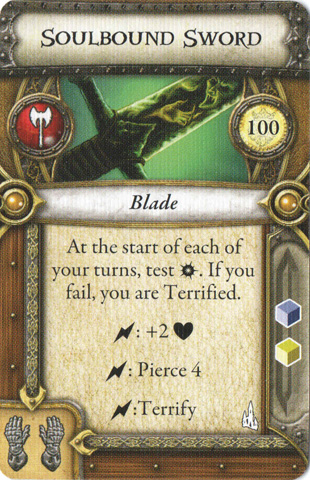 SOULBOUND SWORD
100
Blade
At the start of each of
your turns, test . If you
fail, you are Terrified.
: +2
: Pierce 4
:Terrify